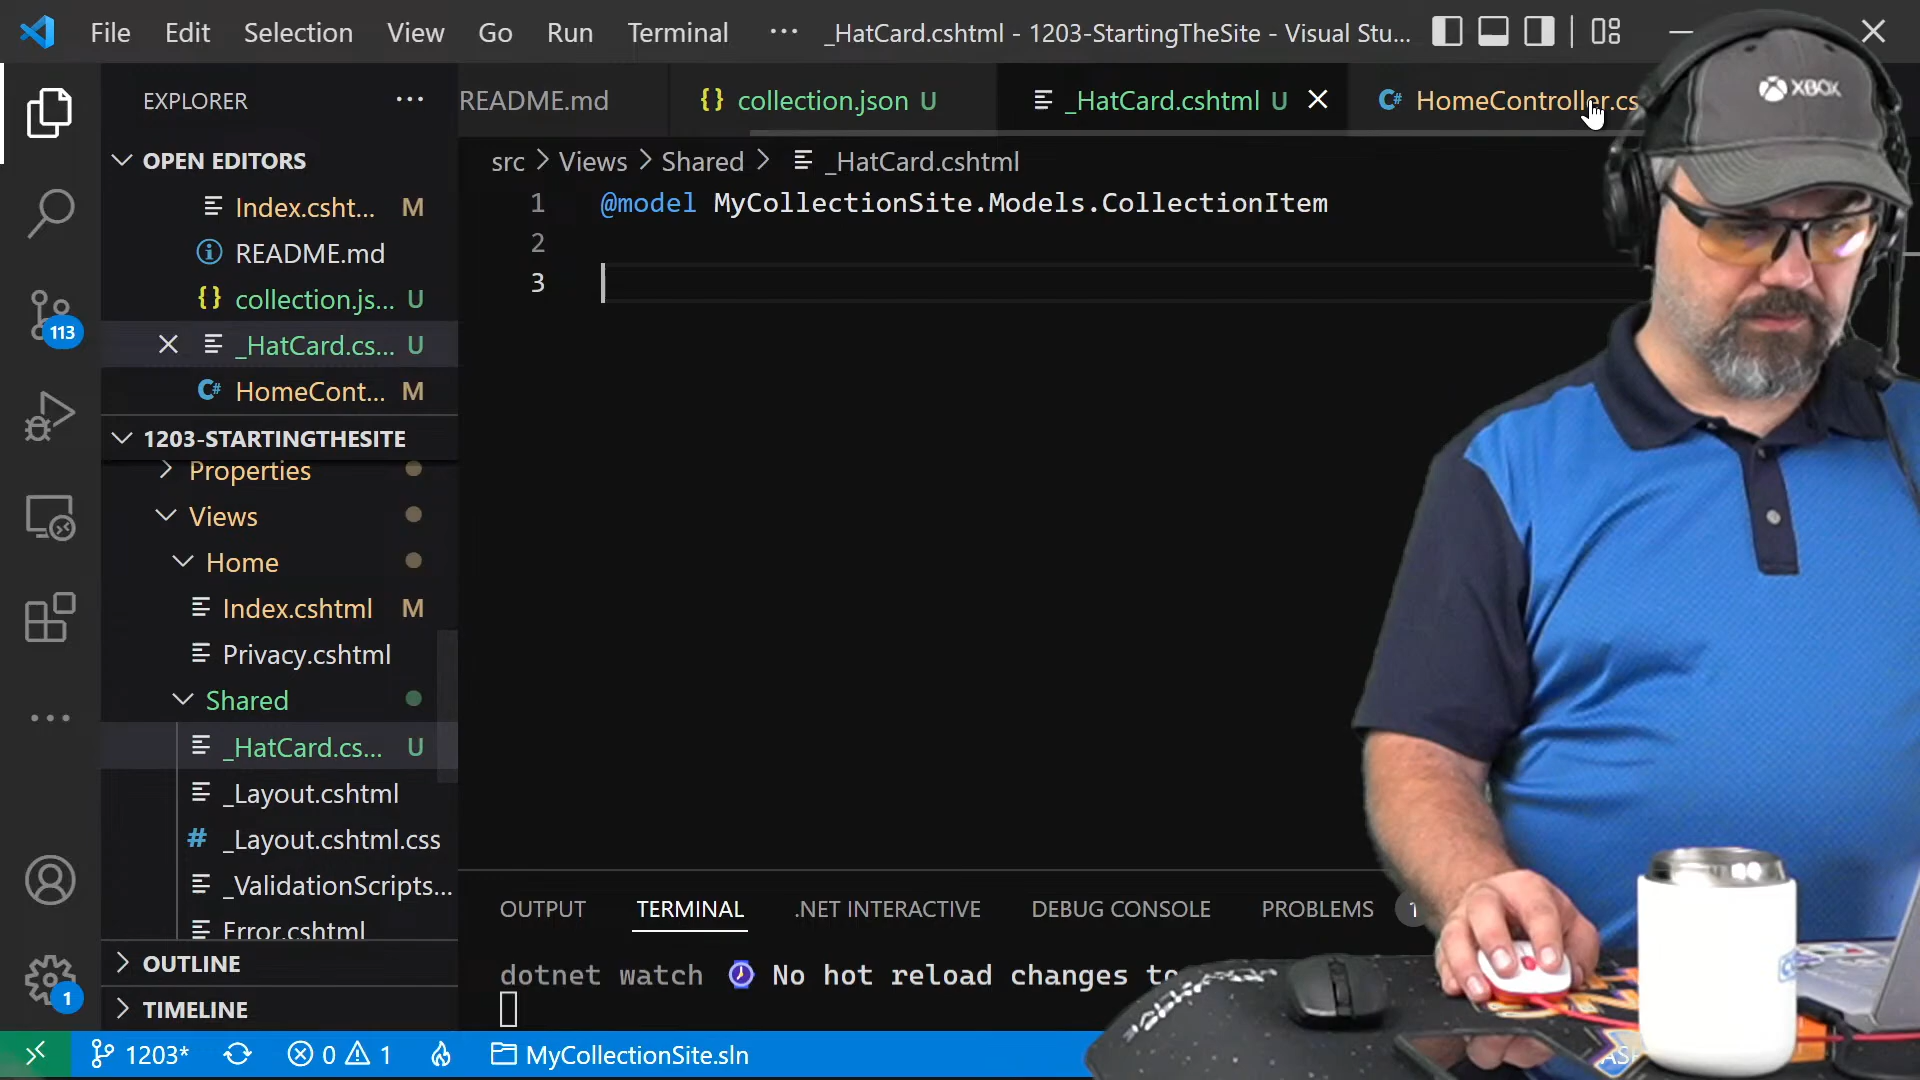 File Edit Selection View Go Run Terminal ··· _HatCard.cshtml - 1203-StartingTheSite - Visual Stu...
EXPLORER ···
README.md
{} collection.json U
_HatCard.cshtml U
C# HomeController.cs
OPEN EDITORS
Index.csht... M
README.md
{} collection.js... U
_HatCard.cs... U
C# HomeCont... M
src > Views > Shared > _HatCard.cshtml
1 @model MyCollectionSite.Models.CollectionItem
2
3
113
1203-STARTINGTHESITE
Properties
Views
Home
Index.cshtml M
Privacy.cshtml
Shared
_HatCard.cs... U
_Layout.cshtml
# _Layout.cshtml.css
_ValidationScripts...
Error.cshtml
OUTLINE
TIMELINE
1
OUTPUT TERMINAL .NET INTERACTIVE DEBUG CONSOLE PROBLEMS 1
dotnet watch ⌚ No hot reload changes to
1203* 0 1 MyCollectionSite.sln
XBOX